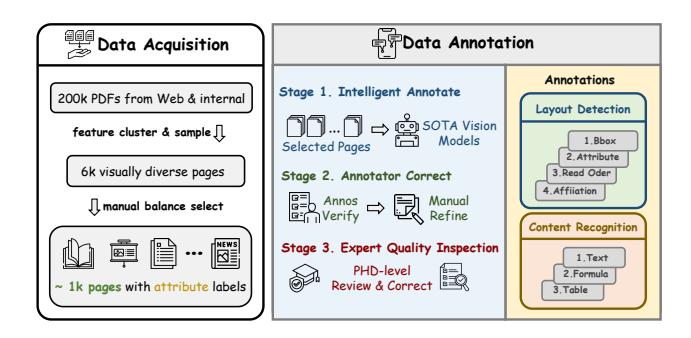 Data Acquisition
200k PDFs from Web & internal
feature cluster & sample
6k visually diverse pages
manual balance select
...
NEWS
~ 1k pages with attribute labels
Data Annotation
Stage 1. Intelligent Annotate
...
Selected Pages
SOTA Vision
Models
Stage 2. Annotator Correct
Annos
Verify
Manual
Refine
Stage 3. Expert Quality Inspection
PHD-level
Review & Correct
Annotations
Layout Detection
1.Bbox
2.Attribute
3.Read Oder
4.Affiiation
Content Recognition
1.Text
2.Formula
3.Table